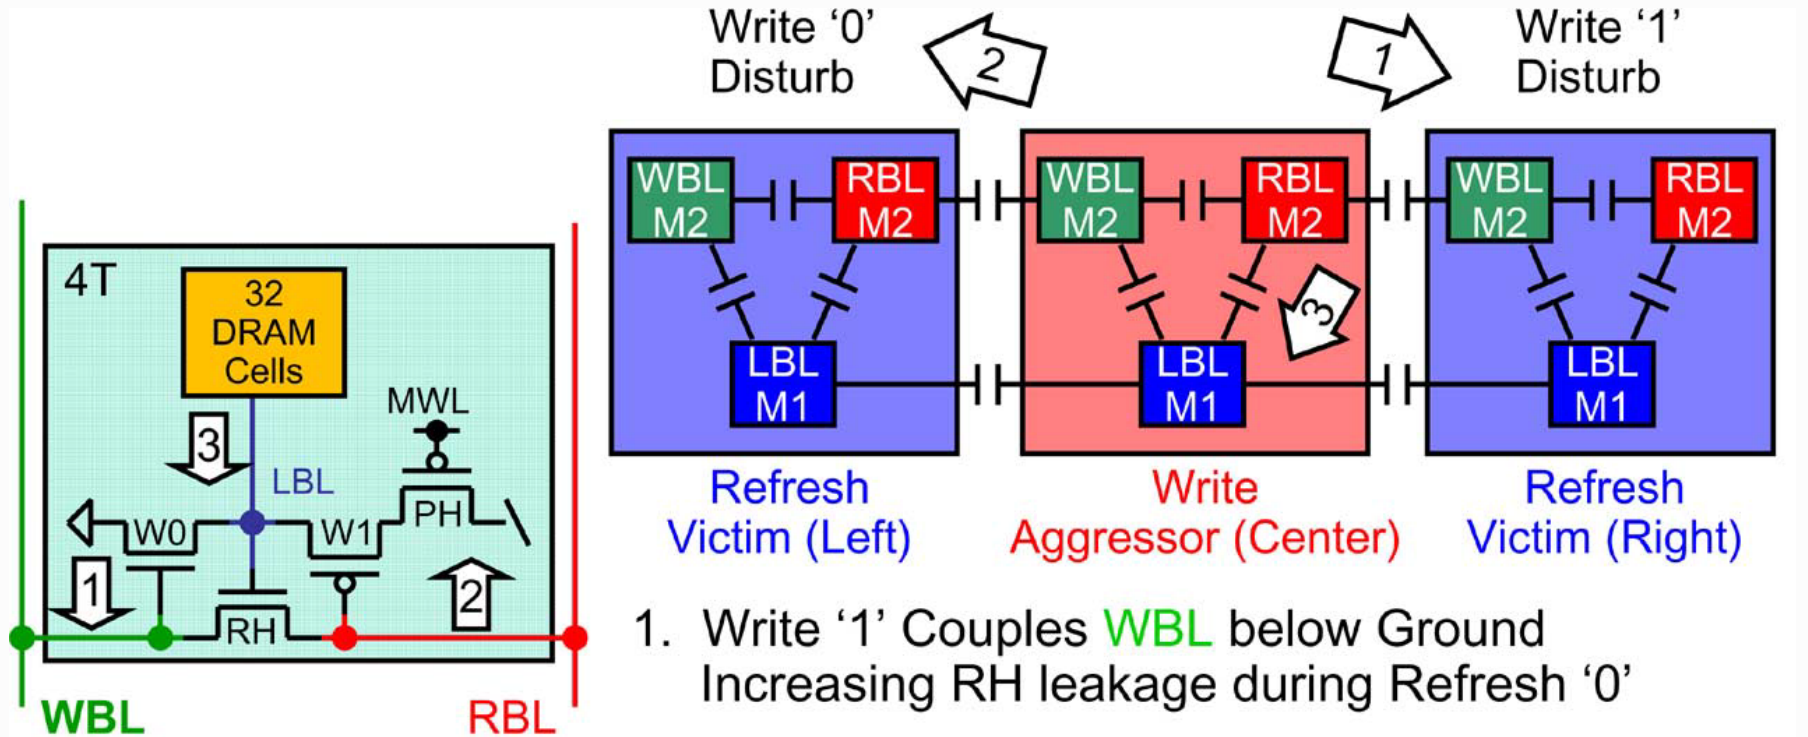 Write ‘0’
Disturb
2
1
Write ‘1’
Disturb
4T
32
DRAM
Cells
MWL
3
LBL
W0
W1
PH
1
2
RH
WBL
RBL
WBL
M2
RBL
M2
LBL
M1
WBL
M2
RBL
M2
3
LBL
M1
WBL
M2
RBL
M2
LBL
M1
Refresh
Victim (Left)
Write
Aggressor (Center)
Refresh
Victim (Right)
1. Write ‘1’ Couples WBL below Ground
Increasing RH leakage during Refresh ‘0’